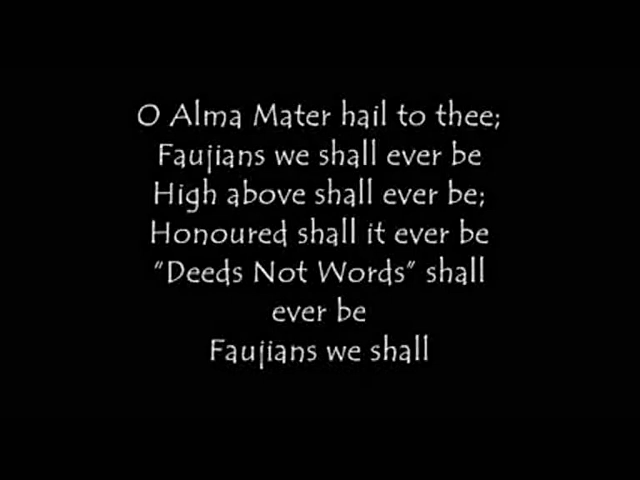 O Alma Mater hail to thee;
Faujians we shall ever be
High above shall ever be;
Honoured shall it ever be
“Deeds Not Words” shall
ever be
Faujians we shall